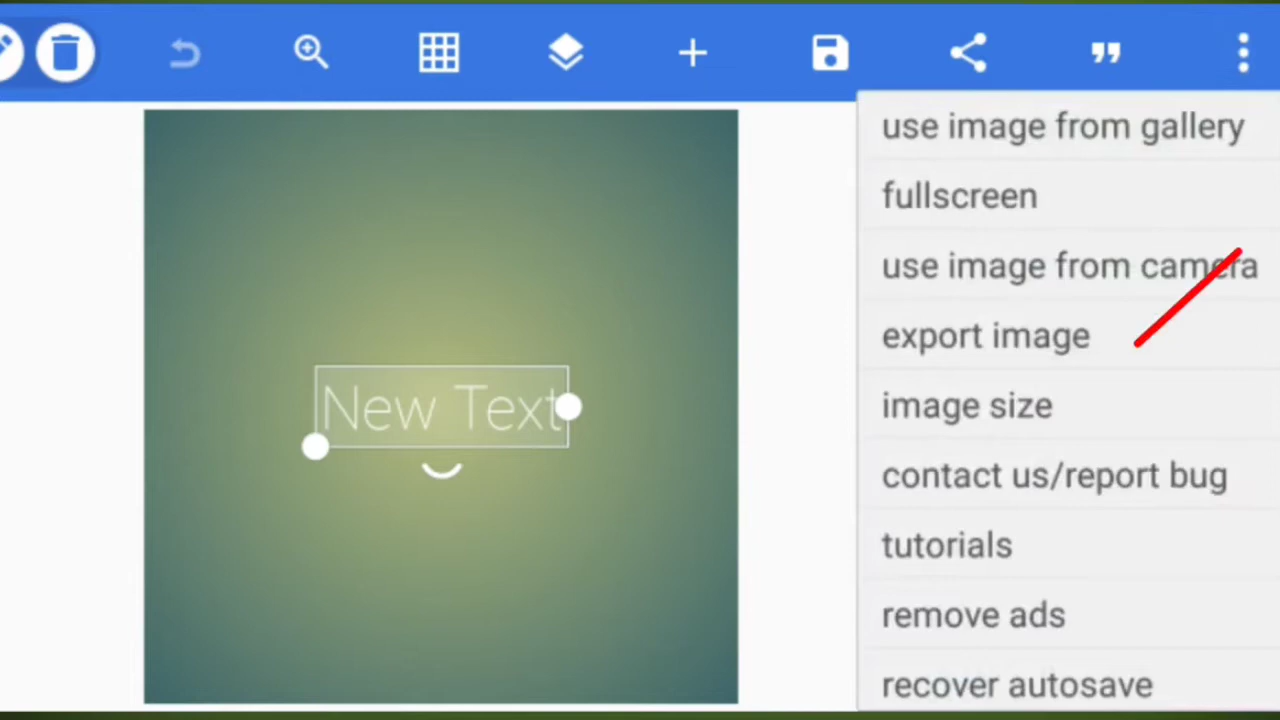 use image from gallery
fullscreen
use image from camera
export image
New Text
image size
contact us/report bug
tutorials
remove ads
recover autosave